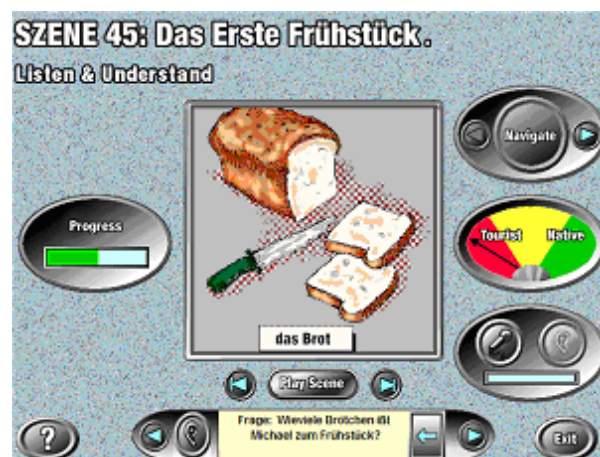 SZENE 45: Das Erste Frühstück.
Listen & Understand
Navigate
Progress
Tourist Native
das Brot
Play Scene
Frage: Wieviele Brötchen ißt
Michael zum Frühstück?
?
Exit